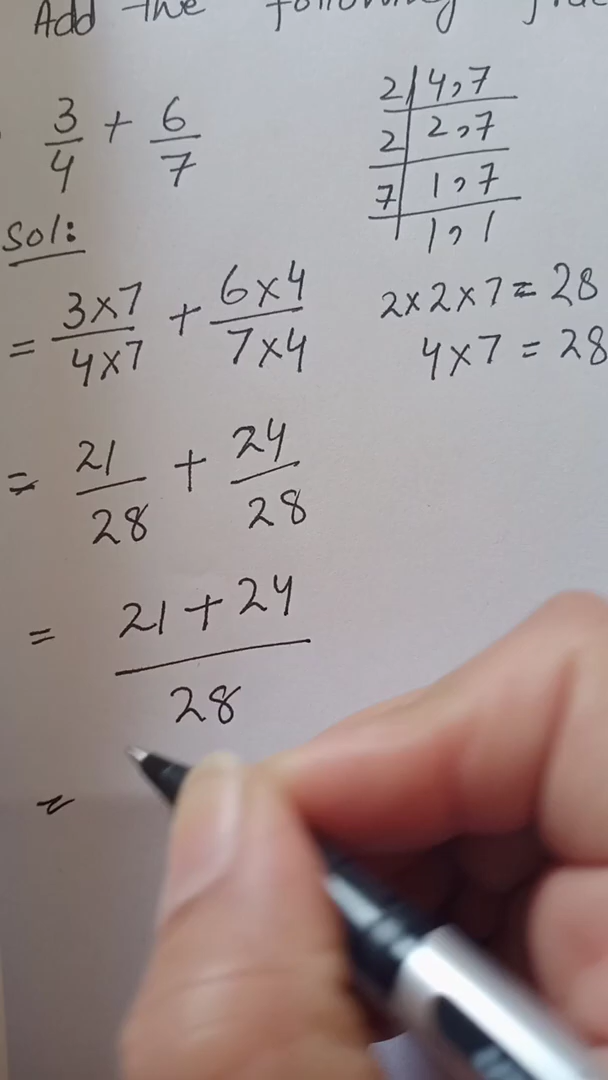 Add the following
3/4 + 6/7
2 | 4,7
2 | 2,7
7 | 1,7
1,1
Sol:
= 3×7/4×7 + 6×4/7×4
2×2×7 = 28
4×7 = 28
= 21/28 + 24/28
= 21+24/28
=